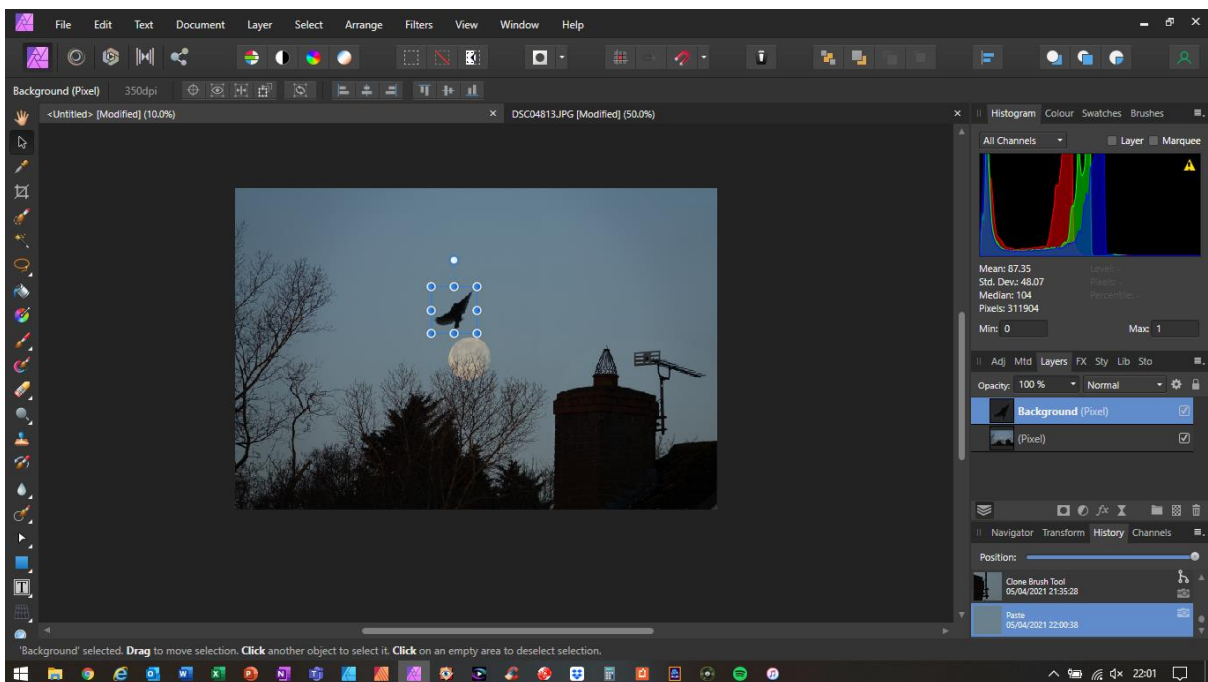 File Edit Text Document Layer Select Arrange Filters View Window Help
Background (Pixel) 350dpi
<Untitled> [Modified] (10.0%) × DSC04813.JPG [Modified] (50.0%) ×
Histogram Colour Swatches Brushes
All Channels Layer Marquee
Mean: 87.35
Std. Dev.: 48.07
Median: 104
Pixels: 311904
Level: -
Pixels: -
Percentile: -
Min: 0 Max: 1
Adj Mtd Layers FX Sty Lib Sto
Opacity: 100 % Normal
Background (Pixel)
(Pixel)
Navigator Transform History Channels
Position:
Clone Brush Tool
05/04/2021 21:35:28
Paste
05/04/2021 22:00:38
'Background' selected. Drag to move selection. Click another object to select it. Click on an empty area to deselect selection.
22:01